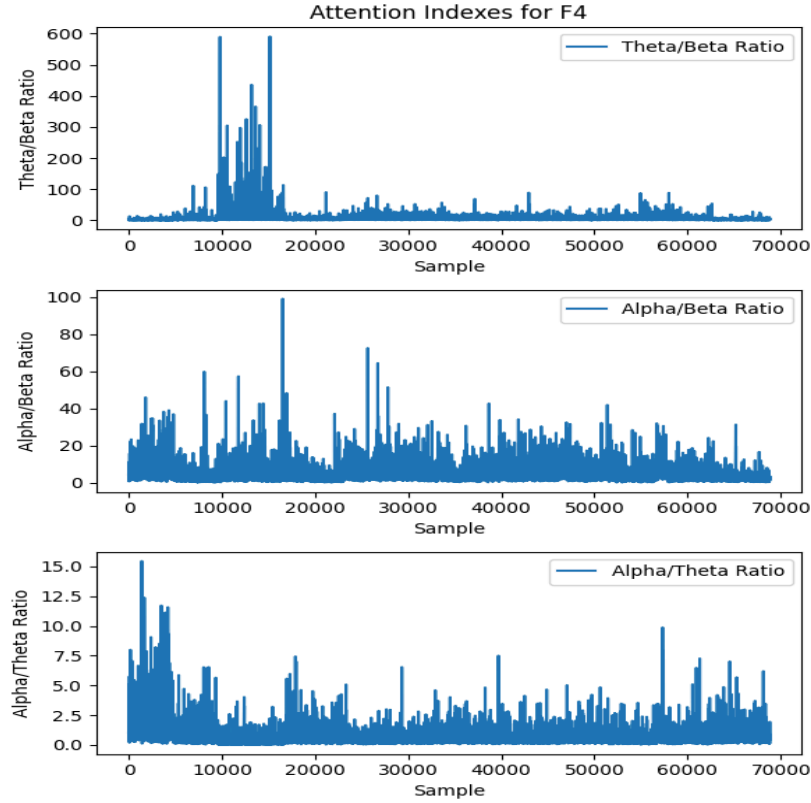 Attention Indexes for F4
600
500
400
300
200
100
0
Theta/Beta Ratio
Theta/Beta Ratio
0 10000 20000 30000 40000 50000 60000 70000
Sample
100
80
60
40
20
0
Alpha/Beta Ratio
Alpha/Beta Ratio
0 10000 20000 30000 40000 50000 60000 70000
Sample
15.0
12.5
10.0
7.5
5.0
2.5
0.0
Alpha/Theta Ratio
Alpha/Theta Ratio
0 10000 20000 30000 40000 50000 60000 70000
Sample